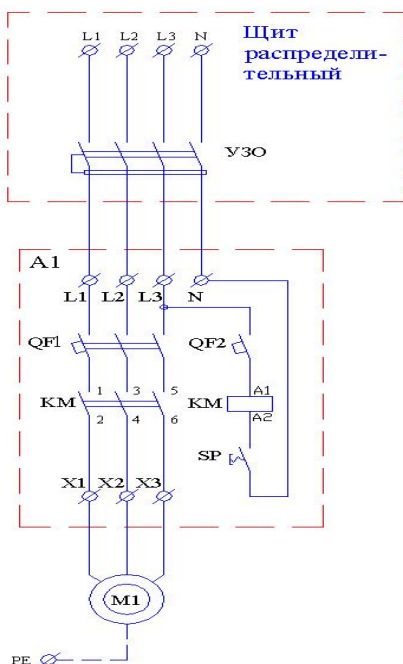 L1 L2 L3 N
Щит
распредели-
тельный
УЗО
A1
L1 L2 L3 N
QF1 QF2
1 3 5
KM KM A1
2 4 6 A2
SP
X1 X2 X3
M1
PE